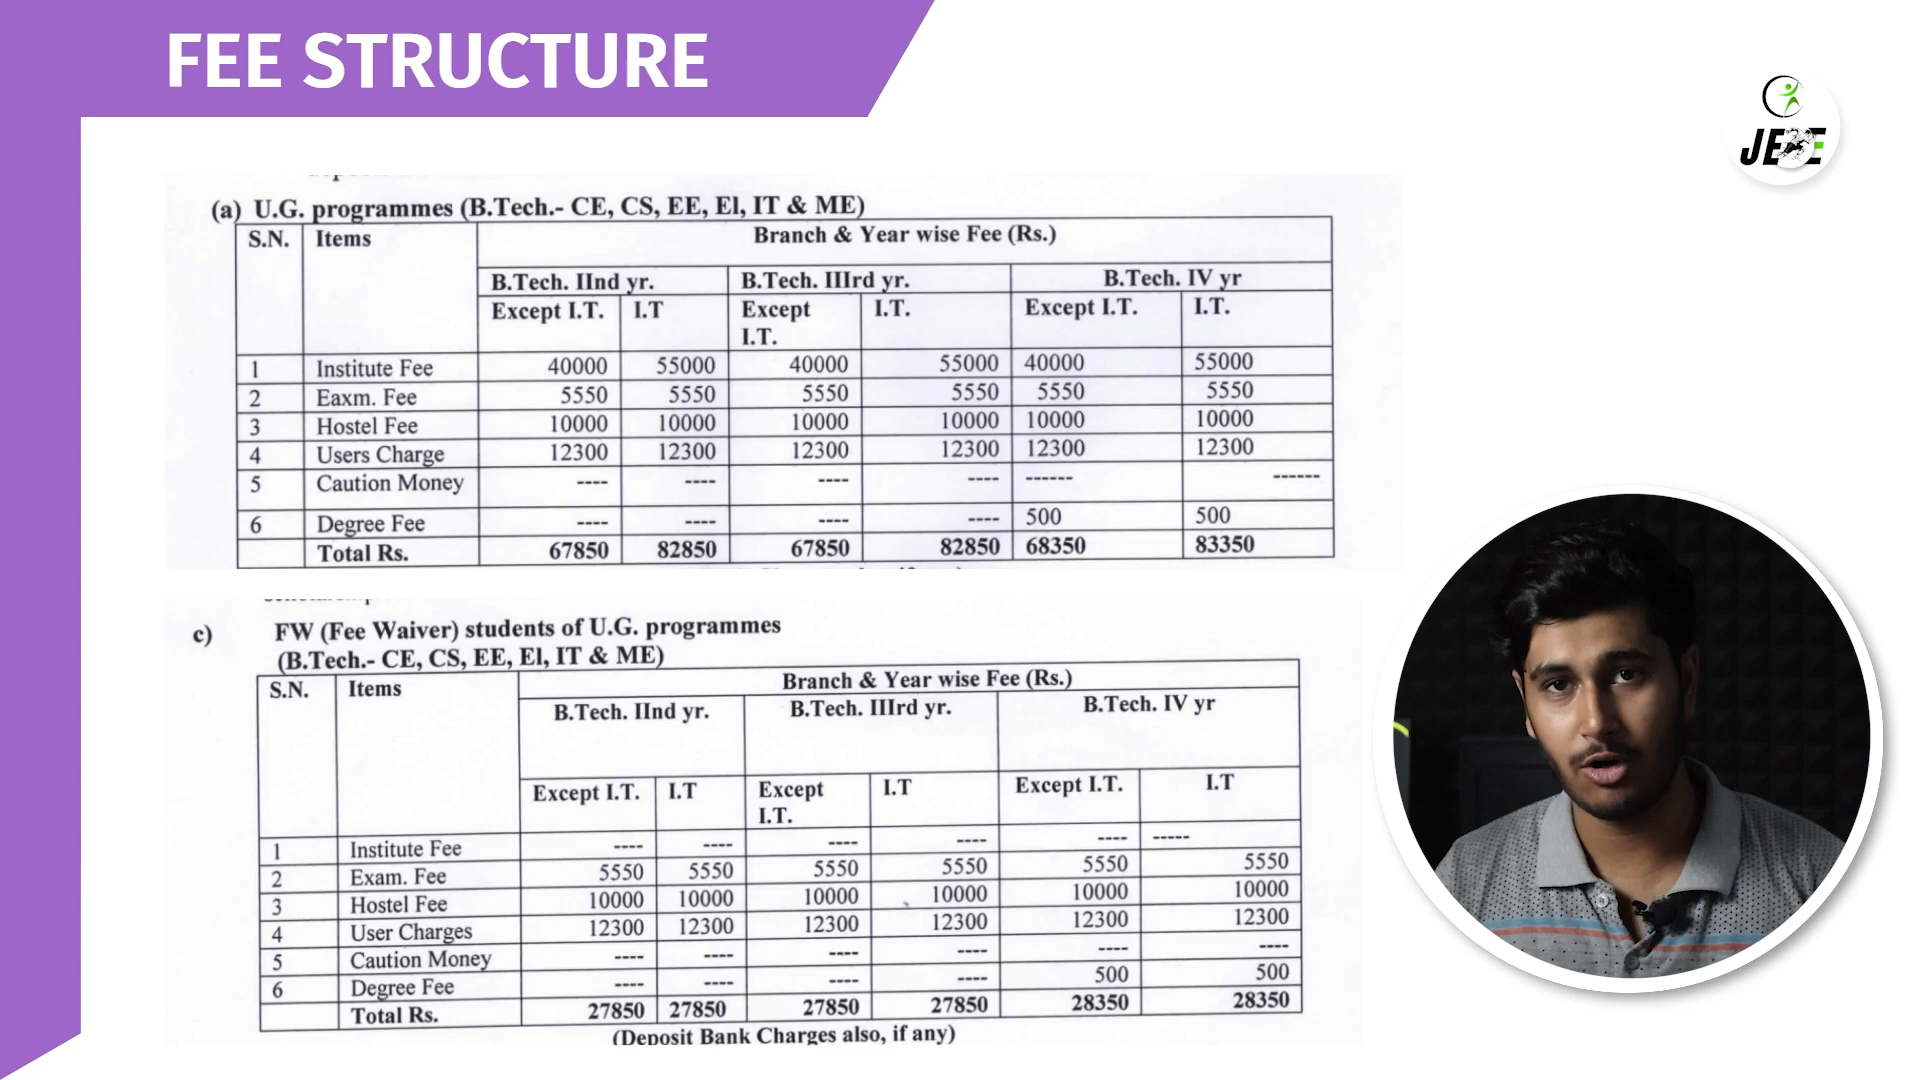 FEE STRUCTURE
JE E
(a) U.G. programmes (B.Tech.- CE, CS, EE, El, IT & ME)
S.N. Items Branch & Year wise Fee (Rs.)
B.Tech. IInd yr. B.Tech. IIIrd yr. B.Tech. IV yr
Except I.T. I.T Except I.T. I.T. Except I.T. I.T.
1 Institute Fee 40000 55000 40000 55000 40000 55000
2 Eaxm. Fee 5550 5550 5550 5550 5550 5550
3 Hostel Fee 10000 10000 10000 10000 10000 10000
4 Users Charge 12300 12300 12300 12300 12300 12300
5 Caution Money ---- ---- ---- ---- ------ ------
6 Degree Fee ---- ---- ---- ---- 500 500
Total Rs. 67850 82850 67850 82850 68350 83350
c) FW (Fee Waiver) students of U.G. programmes
(B.Tech.- CE, CS, EE, El, IT & ME)
S.N. Items Branch & Year wise Fee (Rs.)
B.Tech. IInd yr. B.Tech. IIIrd yr. B.Tech. IV yr
Except I.T. I.T Except I.T. I.T Except I.T. I.T
1 Institute Fee ---- ---- ---- ---- ---- -----
2 Exam. Fee 5550 5550 5550 5550 5550 5550
3 Hostel Fee 10000 10000 10000 10000 10000 10000
4 User Charges 12300 12300 12300 12300 12300 12300
5 Caution Money ---- ---- ---- ---- ---- ----
6 Degree Fee ---- ---- ---- ---- 500 500
Total Rs. 27850 27850 27850 27850 28350 28350
(Deposit Bank Charges also, if any)